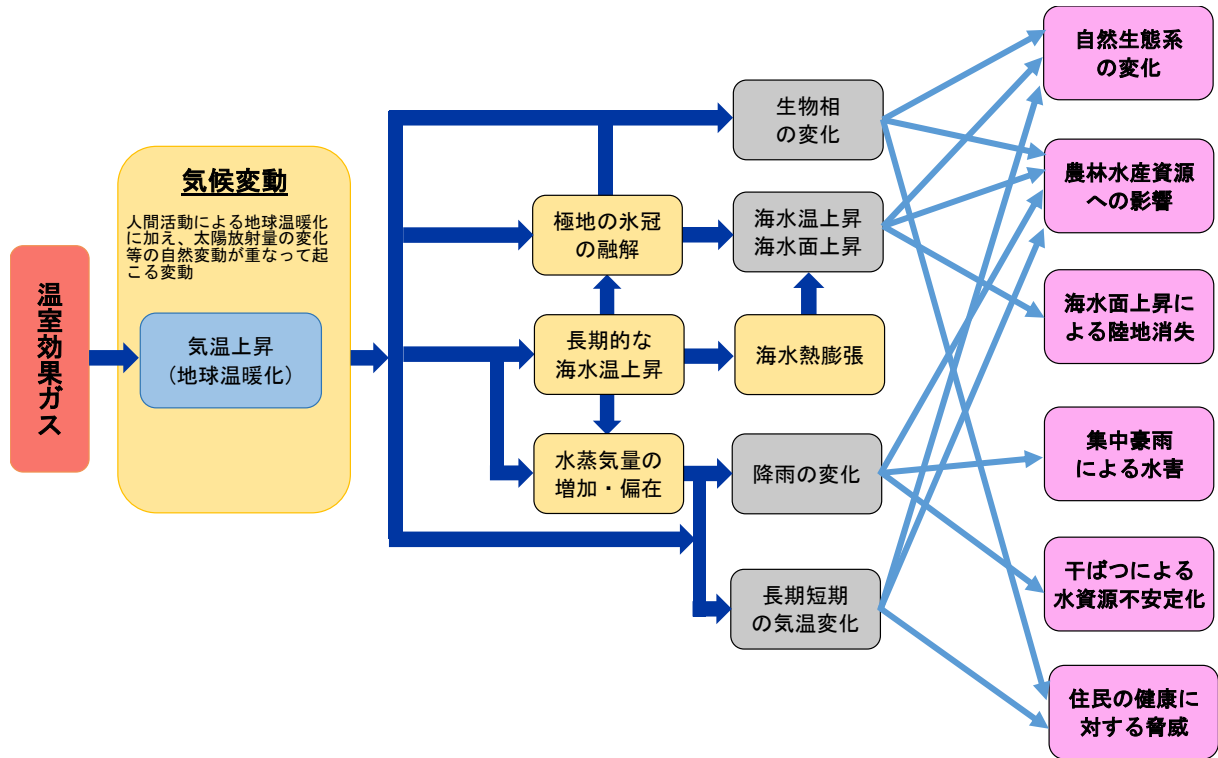 温室効果ガス
気候変動
人間活動による地球温暖化
に加え、太陽放射量の変化
等の自然変動が重なって起
こる変動
気温上昇
(地球温暖化)
極地の氷冠
の融解
長期的な
海水温上昇
水蒸気量の
増加・偏在
生物相
の変化
海水温上昇
海水面上昇
海水熱膨張
降雨の変化
長期短期
の気温変化
自然生態系
の変化
農林水産資源
への影響
海水面上昇に
よる陸地消失
集中豪雨
による水害
干ばつによる
水資源不安定化
住民の健康に
対する脅威